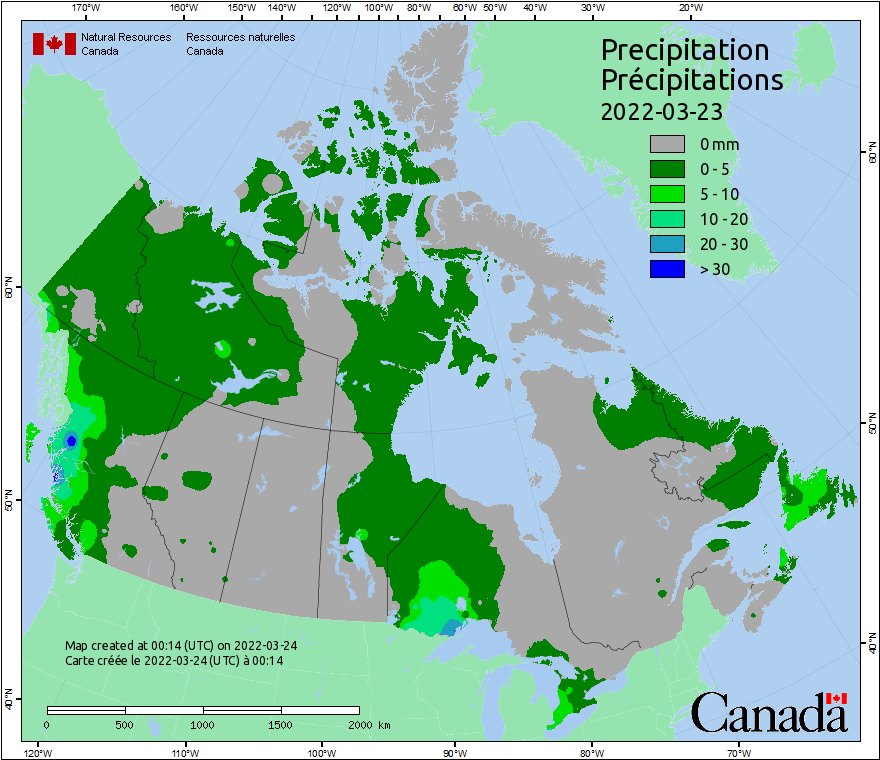 170°W 160°W 150°W 140°W 130°W 120°W 110°W 100°W 90°W 80°W 70°W 60°W 50°W 40°W 30°W 20°W
Natural Resources Ressources naturelles
Canada Canada
Precipitation
Précipitations
2022-03-23
0 mm
0 - 5
5 - 10
10 - 20
20 - 30
> 30
60°N
60°N
50°N
50°N
40°N
40°N
Map created at 00:14 (UTC) on 2022-03-24
Carte créée le 2022-03-24 (UTC) à 00:14
0 500 1000 1500 2000 km
Canada
120°W 110°W 100°W 90°W 80°W 70°W